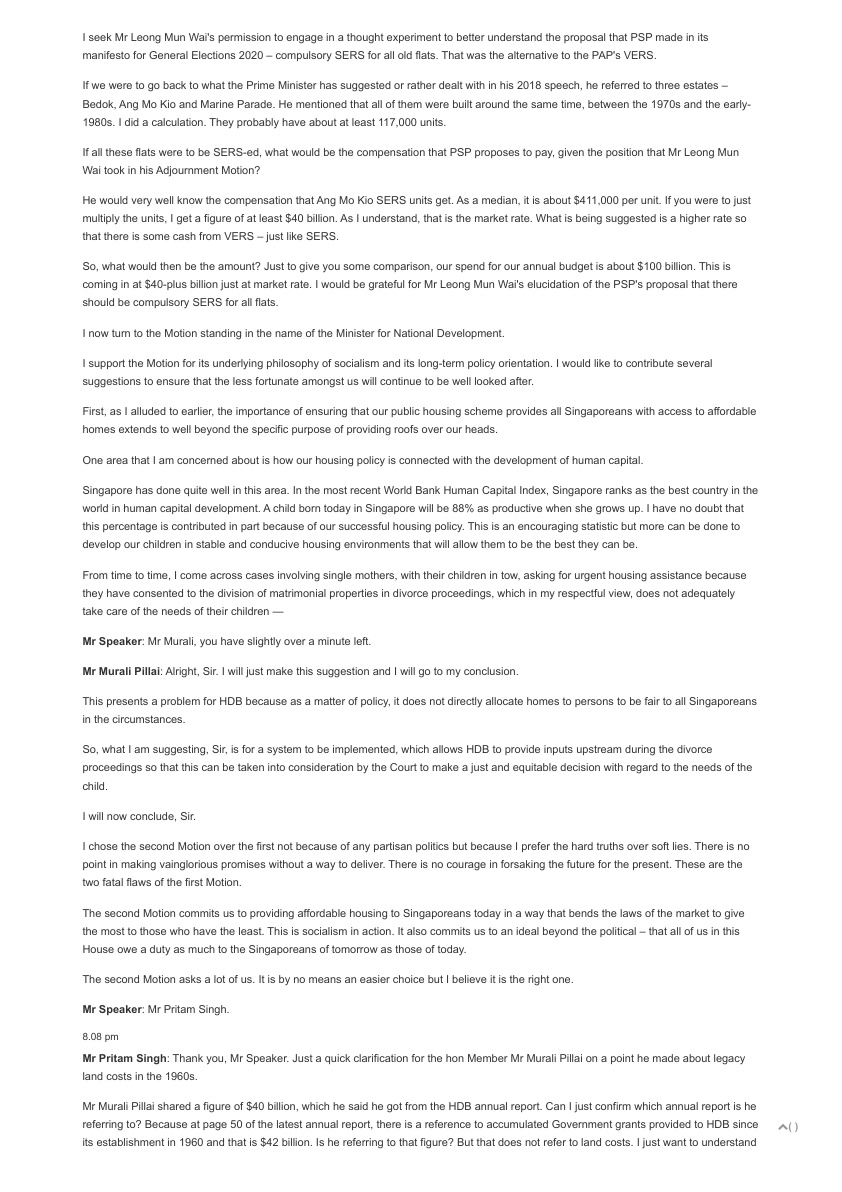 I seek Mr Leong Mun Wai's permission to engage in a thought experiment to better understand the proposal that PSP made in its
manifesto for General Elections 2020 – compulsory SERS for all old flats. That was the alternative to the PAP's VERS.
If we were to go back to what the Prime Minister has suggested or rather dealt with in his 2018 speech, he referred to three estates –
Bedok, Ang Mo Kio and Marine Parade. He mentioned that all of them were built around the same time, between the 1970s and the early-
1980s. I did a calculation. They probably have about at least 117,000 units.
If all these flats were to be SERS-ed, what would be the compensation that PSP proposes to pay, given the position that Mr Leong Mun
Wai took in his Adjournment Motion?
He would very well know the compensation that Ang Mo Kio SERS units get. As a median, it is about $411,000 per unit. If you were to just
multiply the units, I get a figure of at least $40 billion. As I understand, that is the market rate. What is being suggested is a higher rate so
that there is some cash from VERS – just like SERS.
So, what would then be the amount? Just to give you some comparison, our spend for our annual budget is about $100 billion. This is
coming in at $40-plus billion just at market rate. I would be grateful for Mr Leong Mun Wai's elucidation of the PSP's proposal that there
should be compulsory SERS for all flats.
I now turn to the Motion standing in the name of the Minister for National Development.
I support the Motion for its underlying philosophy of socialism and its long-term policy orientation. I would like to contribute several
suggestions to ensure that the less fortunate amongst us will continue to be well looked after.
First, as I alluded to earlier, the importance of ensuring that our public housing scheme provides all Singaporeans with access to affordable
homes extends to well beyond the specific purpose of providing roofs over our heads.
One area that I am concerned about is how our housing policy is connected with the development of human capital.
Singapore has done quite well in this area. In the most recent World Bank Human Capital Index, Singapore ranks as the best country in the
world in human capital development. A child born today in Singapore will be 88% as productive when she grows up. I have no doubt that
this percentage is contributed in part because of our successful housing policy. This is an encouraging statistic but more can be done to
develop our children in stable and conducive housing environments that will allow them to be the best they can be.
From time to time, I come across cases involving single mothers, with their children in tow, asking for urgent housing assistance because
they have consented to the division of matrimonial properties in divorce proceedings, which in my respectful view, does not adequately
take care of the needs of their children —
Mr Speaker: Mr Murali, you have slightly over a minute left.
Mr Murali Pillai: Alright, Sir. I will just make this suggestion and I will go to my conclusion.
This presents a problem for HDB because as a matter of policy, it does not directly allocate homes to persons to be fair to all Singaporeans
in the circumstances.
So, what I am suggesting, Sir, is for a system to be implemented, which allows HDB to provide inputs upstream during the divorce
proceedings so that this can be taken into consideration by the Court to make a just and equitable decision with regard to the needs of the
child.
I will now conclude, Sir.
I chose the second Motion over the first not because of any partisan politics but because I prefer the hard truths over soft lies. There is no
point in making vainglorious promises without a way to deliver. There is no courage in forsaking the future for the present. These are the
two fatal flaws of the first Motion.
The second Motion commits us to providing affordable housing to Singaporeans today in a way that bends the laws of the market to give
the most to those who have the least. This is socialism in action. It also commits us to an ideal beyond the political – that all of us in this
House owe a duty as much to the Singaporeans of tomorrow as those of today.
The second Motion asks a lot of us. It is by no means an easier choice but I believe it is the right one.
Mr Speaker: Mr Pritam Singh.
8.08 pm
Mr Pritam Singh: Thank you, Mr Speaker. Just a quick clarification for the hon Member Mr Murali Pillai on a point he made about legacy
land costs in the 1960s.
Mr Murali Pillai shared a figure of $40 billion, which he said he got from the HDB annual report. Can I just confirm which annual report is he
referring to? Because at page 50 of the latest annual report, there is a reference to accumulated Government grants provided to HDB since
its establishment in 1960 and that is $42 billion. Is he referring to that figure? But that does not refer to land costs. I just want to understand
( )